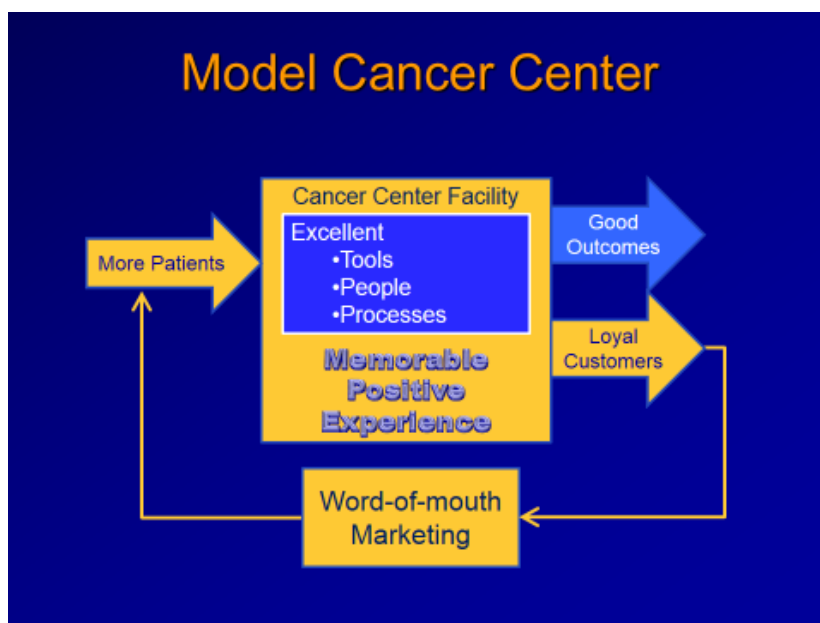 Model Cancer Center
Cancer Center Facility
Excellent
•Tools
•People
•Processes
Memorable
Positive
Experience
More Patients
Good
Outcomes
Loyal
Customers
Word-of-mouth
Marketing